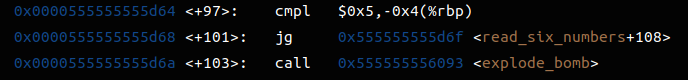 0x0000555555555d64 <+97>: cmpl $0x5,-0x4(%rbp)
0x0000555555555d68 <+101>: jg 0x555555555d6f <read_six_numbers+108>
0x0000555555555d6a <+103>: call 0x555555556093 <explode_bomb>